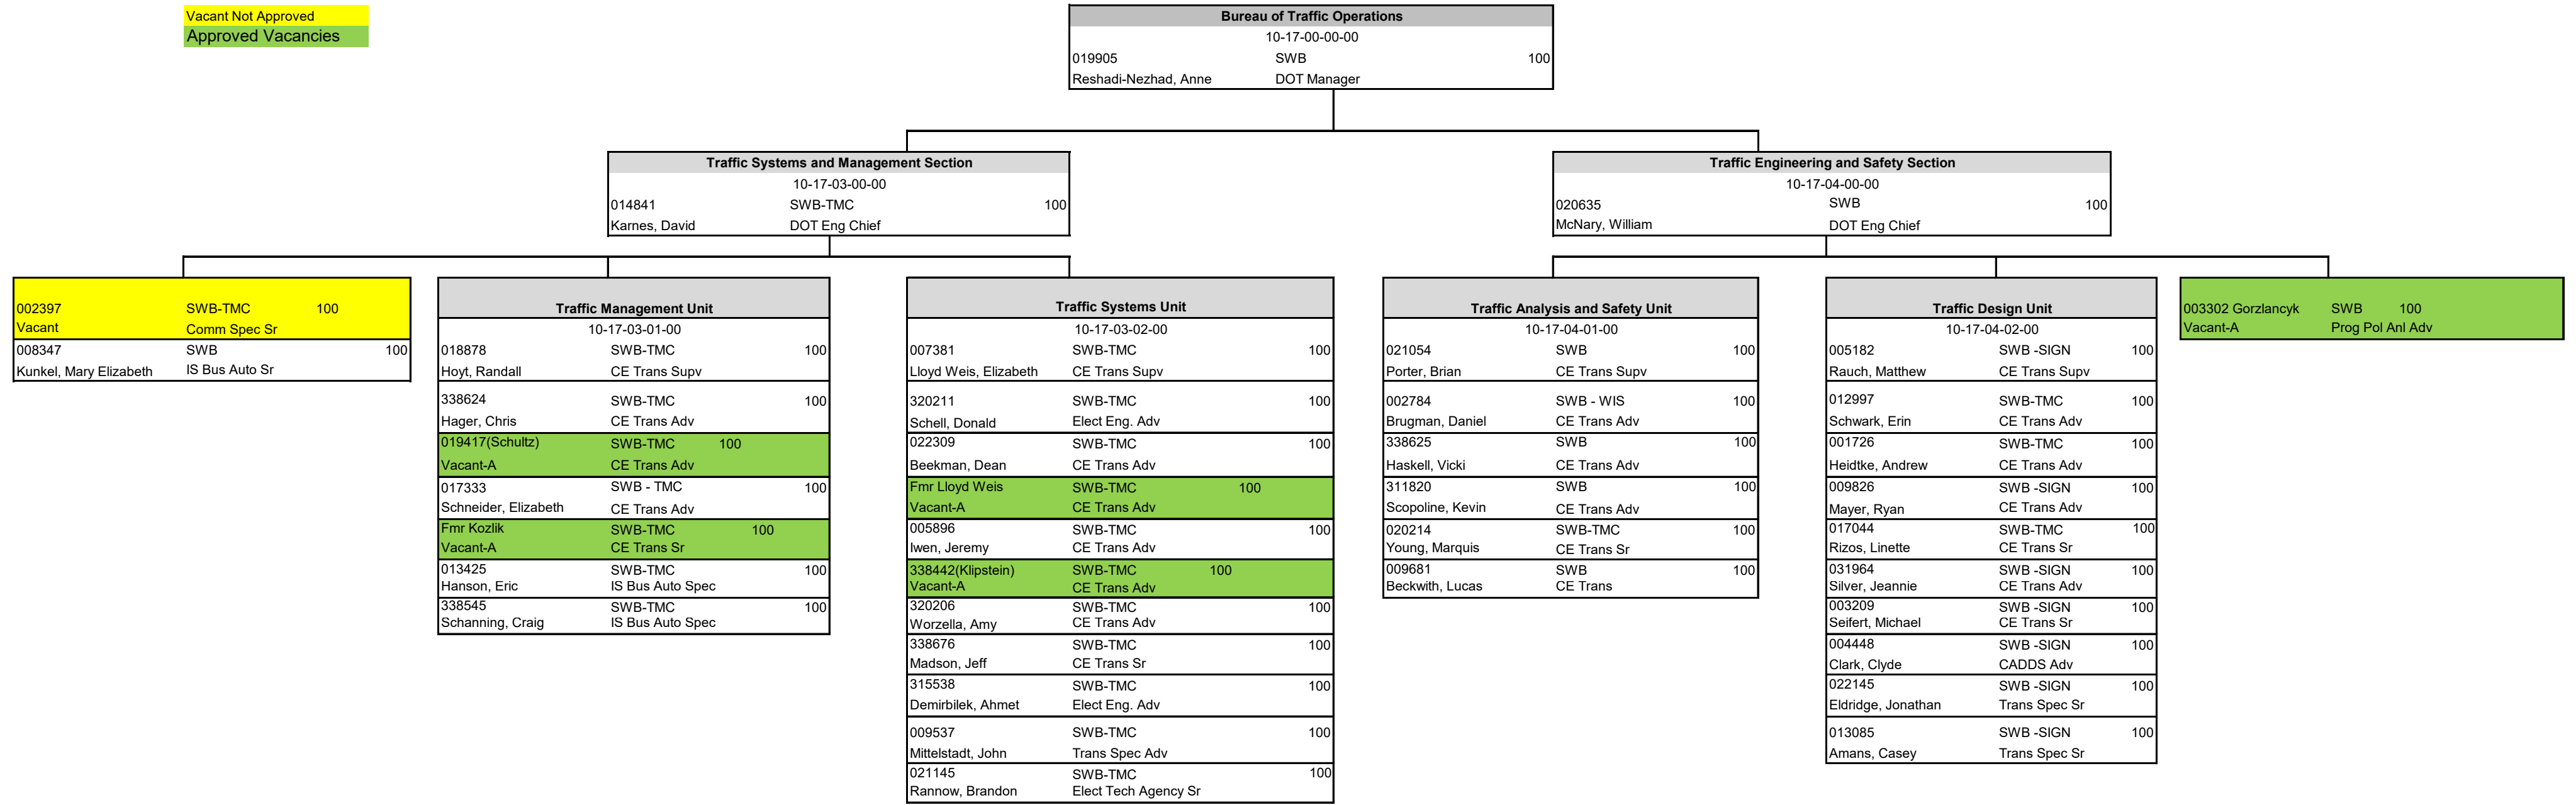 Vacant Not Approved
Approved Vacancies
Bureau of Traffic Operations
10-17-00-00-00
019905 SWB 100
Reshadi-Nezhad, Anne DOT Manager
Traffic Systems and Management Section
10-17-03-00-00
014841 SWB-TMC 100
Karnes, David DOT Eng Chief
Traffic Engineering and Safety Section
10-17-04-00-00
020635 SWB 100
McNary, William DOT Eng Chief
002397 SWB-TMC 100
Vacant Comm Spec Sr
008347 SWB 100
Kunkel, Mary Elizabeth IS Bus Auto Sr
Traffic Management Unit
10-17-03-01-00
018878 SWB-TMC 100
Hoyt, Randall CE Trans Supv
338624 SWB-TMC 100
Hager, Chris CE Trans Adv
019417(Schultz) SWB-TMC 100
Vacant-A CE Trans Adv
017333 SWB - TMC 100
Schneider, Elizabeth CE Trans Adv
Fmr Kozlik SWB-TMC 100
Vacant-A CE Trans Sr
013425 SWB-TMC 100
Hanson, Eric IS Bus Auto Spec
338545 SWB-TMC 100
Schanning, Craig IS Bus Auto Spec
Traffic Systems Unit
10-17-03-02-00
007381 SWB-TMC 100
Lloyd Weis, Elizabeth CE Trans Supv
320211 SWB-TMC 100
Schell, Donald Elect Eng. Adv
022309 SWB-TMC 100
Beekman, Dean CE Trans Adv
Fmr Lloyd Weis SWB-TMC 100
Vacant-A CE Trans Adv
005896 SWB-TMC 100
Iwen, Jeremy CE Trans Adv
338442(Klipstein) SWB-TMC 100
Vacant-A CE Trans Adv
320206 SWB-TMC 100
Worzella, Amy CE Trans Adv
338676 SWB-TMC 100
Madson, Jeff CE Trans Sr
315538 SWB-TMC 100
Demirbilek, Ahmet Elect Eng. Adv
009537 SWB-TMC 100
Mittelstadt, John Trans Spec Adv
021145 SWB-TMC 100
Rannow, Brandon Elect Tech Agency Sr
Traffic Analysis and Safety Unit
10-17-04-01-00
021054 SWB 100
Porter, Brian CE Trans Supv
002784 SWB - WIS 100
Brugman, Daniel CE Trans Adv
338625 SWB 100
Haskell, Vicki CE Trans Adv
311820 SWB 100
Scopoline, Kevin CE Trans Adv
020214 SWB-TMC 100
Young, Marquis CE Trans Sr
009681 SWB 100
Beckwith, Lucas CE Trans
Traffic Design Unit
10-17-04-02-00
005182 SWB -SIGN 100
Rauch, Matthew CE Trans Supv
012997 SWB-TMC 100
Schwark, Erin CE Trans Adv
001726 SWB-TMC 100
Heidtke, Andrew CE Trans Adv
009826 SWB -SIGN 100
Mayer, Ryan CE Trans Adv
017044 SWB-TMC 100
Rizos, Linette CE Trans Sr
031964 SWB -SIGN 100
Silver, Jeannie CE Trans Adv
003209 SWB -SIGN 100
Seifert, Michael CE Trans Sr
004448 SWB -SIGN 100
Clark, Clyde CADDS Adv
022145 SWB -SIGN 100
Eldridge, Jonathan Trans Spec Sr
013085 SWB -SIGN 100
Amans, Casey Trans Spec Sr
003302 Gorzlancyk SWB 100
Vacant-A Prog Pol Anl Adv